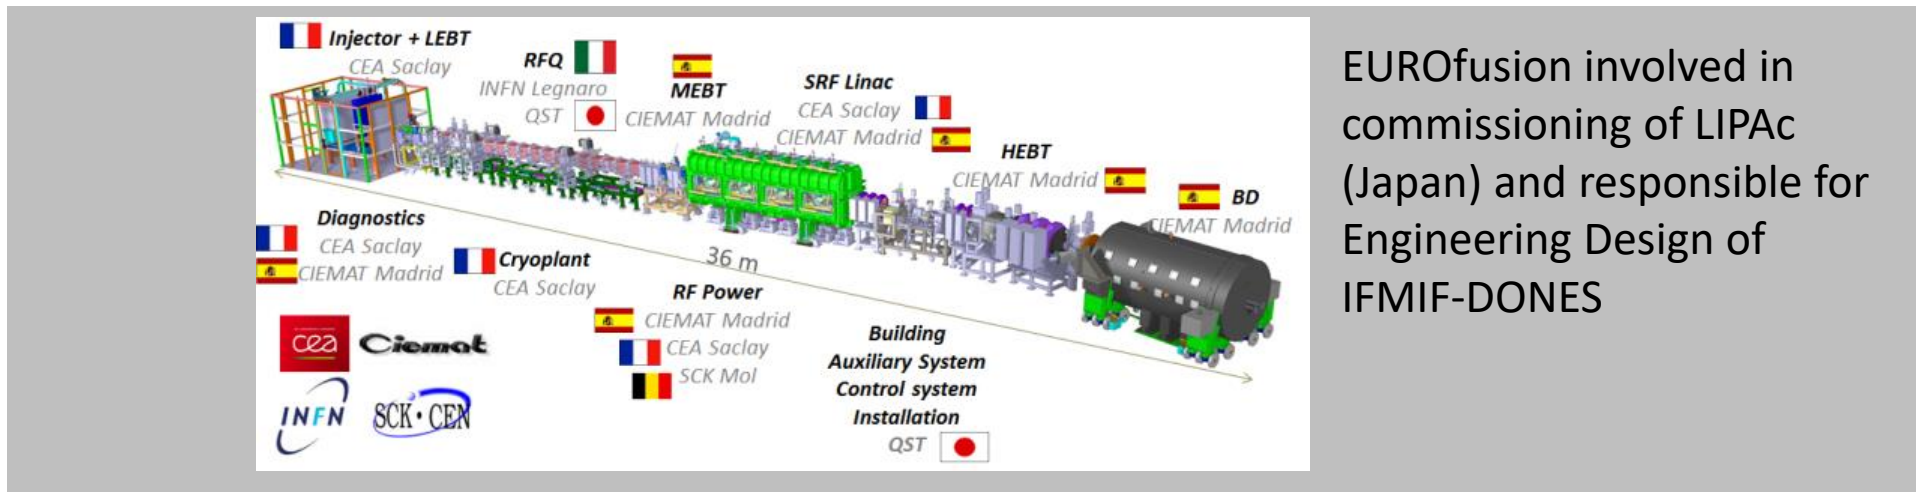 Injector + LEBT
CEA Saclay
RFQ
INFN Legnaro
QST
MEBT
CIEMAT Madrid
SRF Linac
CEA Saclay
CIEMAT Madrid
HEBT
CIEMAT Madrid
BD
CIEMAT Madrid
Diagnostics
CEA Saclay
CIEMAT Madrid
Cryoplant
CEA Saclay
36 m
RF Power
CIEMAT Madrid
CEA Saclay
SCK Mol
Building
Auxiliary System
Control system
Installation
QST
cea
Ciemat
INFN
SCK•CEN
EUROfusion involved in
commissioning of LIPAc
(Japan) and responsible for
Engineering Design of
IFMIF-DONES